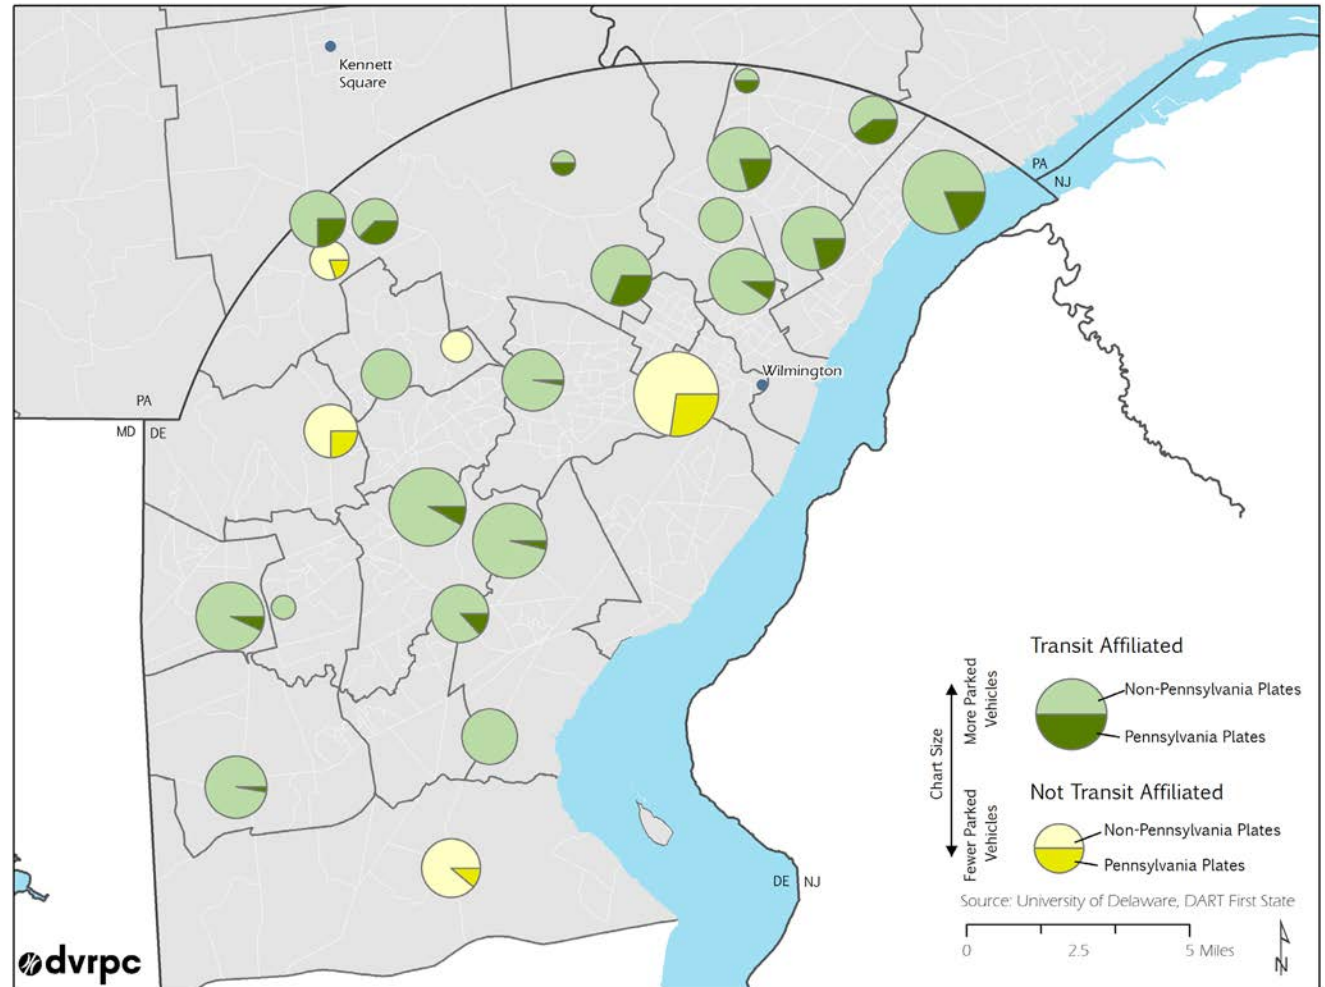 Kennett
Square
PA
NJ
Wilmington
PA
MD
DE
DE
NJ
Transit Affiliated
Non-Pennsylvania Plates
Pennsylvania Plates
Not Transit Affiliated
Non-Pennsylvania Plates
Pennsylvania Plates
More Parked
Vehicles
Chart Size
Fewer Parked
Vehicles
Source: University of Delaware, DART First State
0
2.5
5 Miles
N
dvrpc